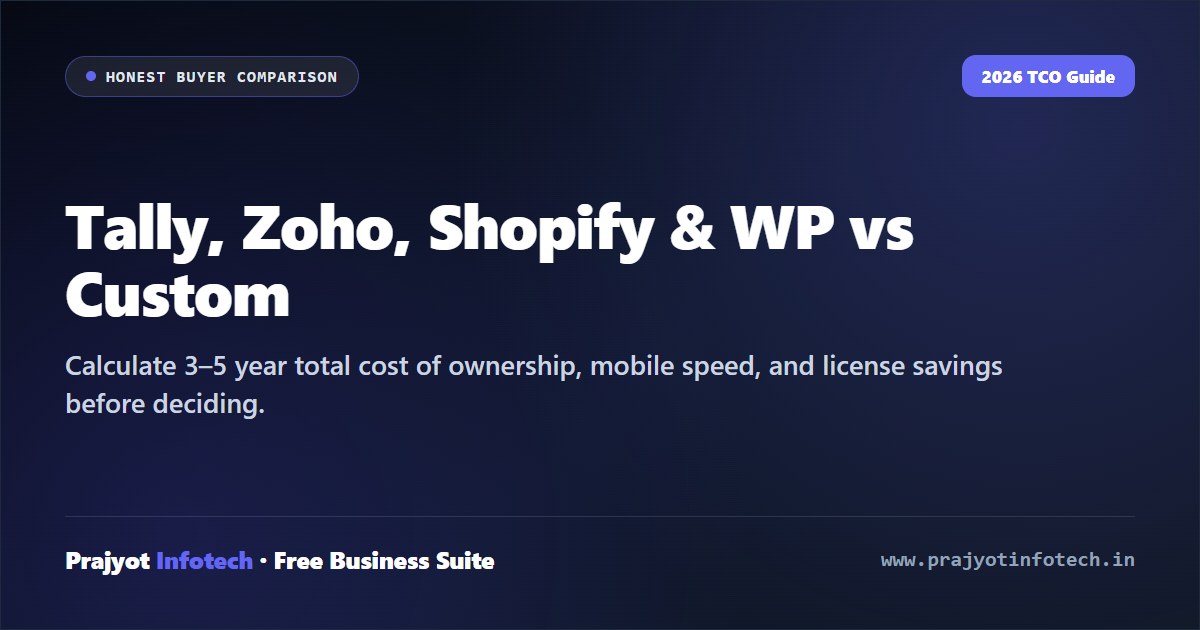 HONEST BUYER COMPARISON
2026 TCO Guide
Tally, Zoho, Shopify & WP vs
Custom
Calculate 3–5 year total cost of ownership, mobile speed, and license savings
before deciding.
Prajyot Infotech · Free Business Suite
www.prajyotinfotech.in